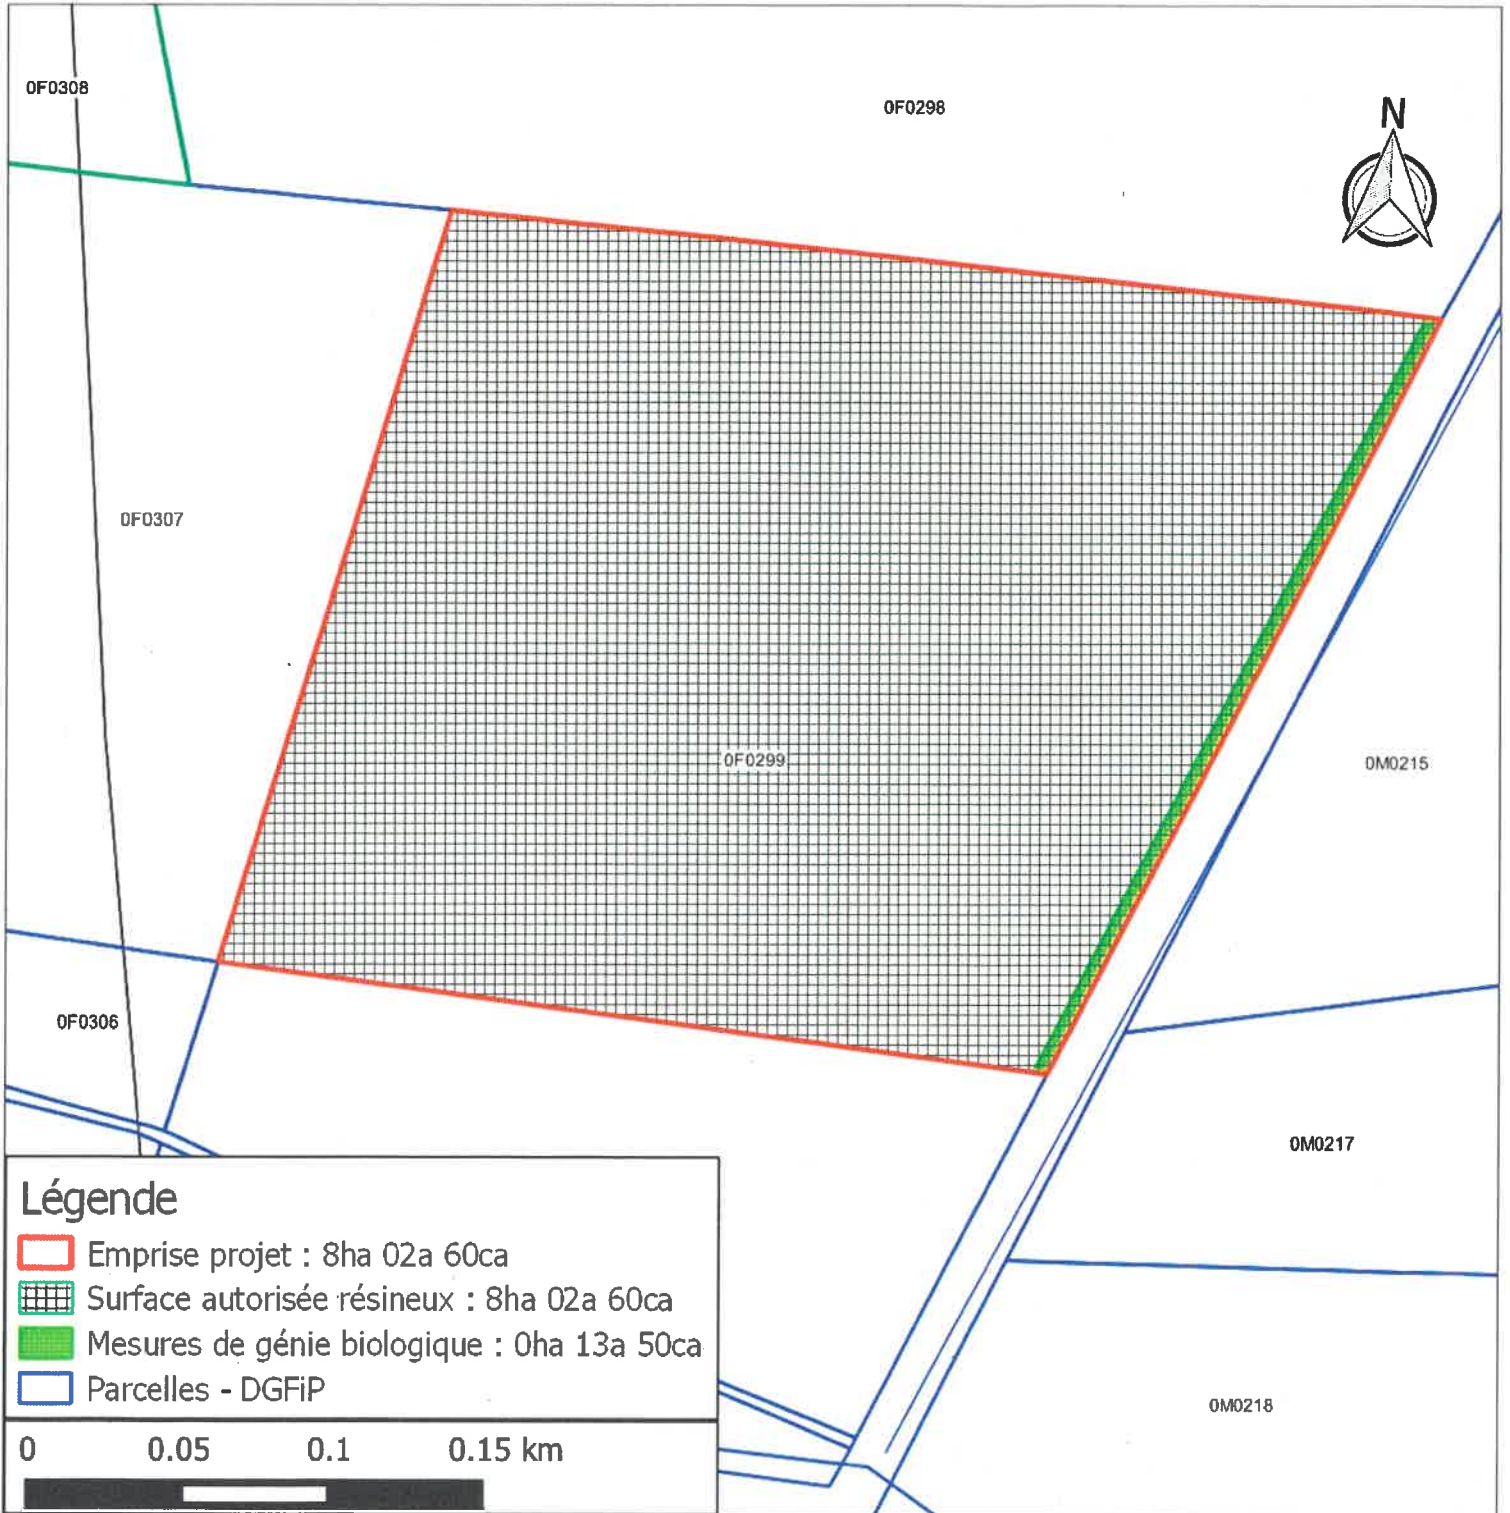 0F0308
0F0298
N
0F0307
0F0299
0M0215
0F0306
0M0217
Légende
Emprise projet : 8ha 02a 60ca
Surface autorisée résineux : 8ha 02a 60ca
Mesures de génie biologique : 0ha 13a 50ca
Parcelles - DGFiP
0M0218
0 0.05 0.1 0.15 km